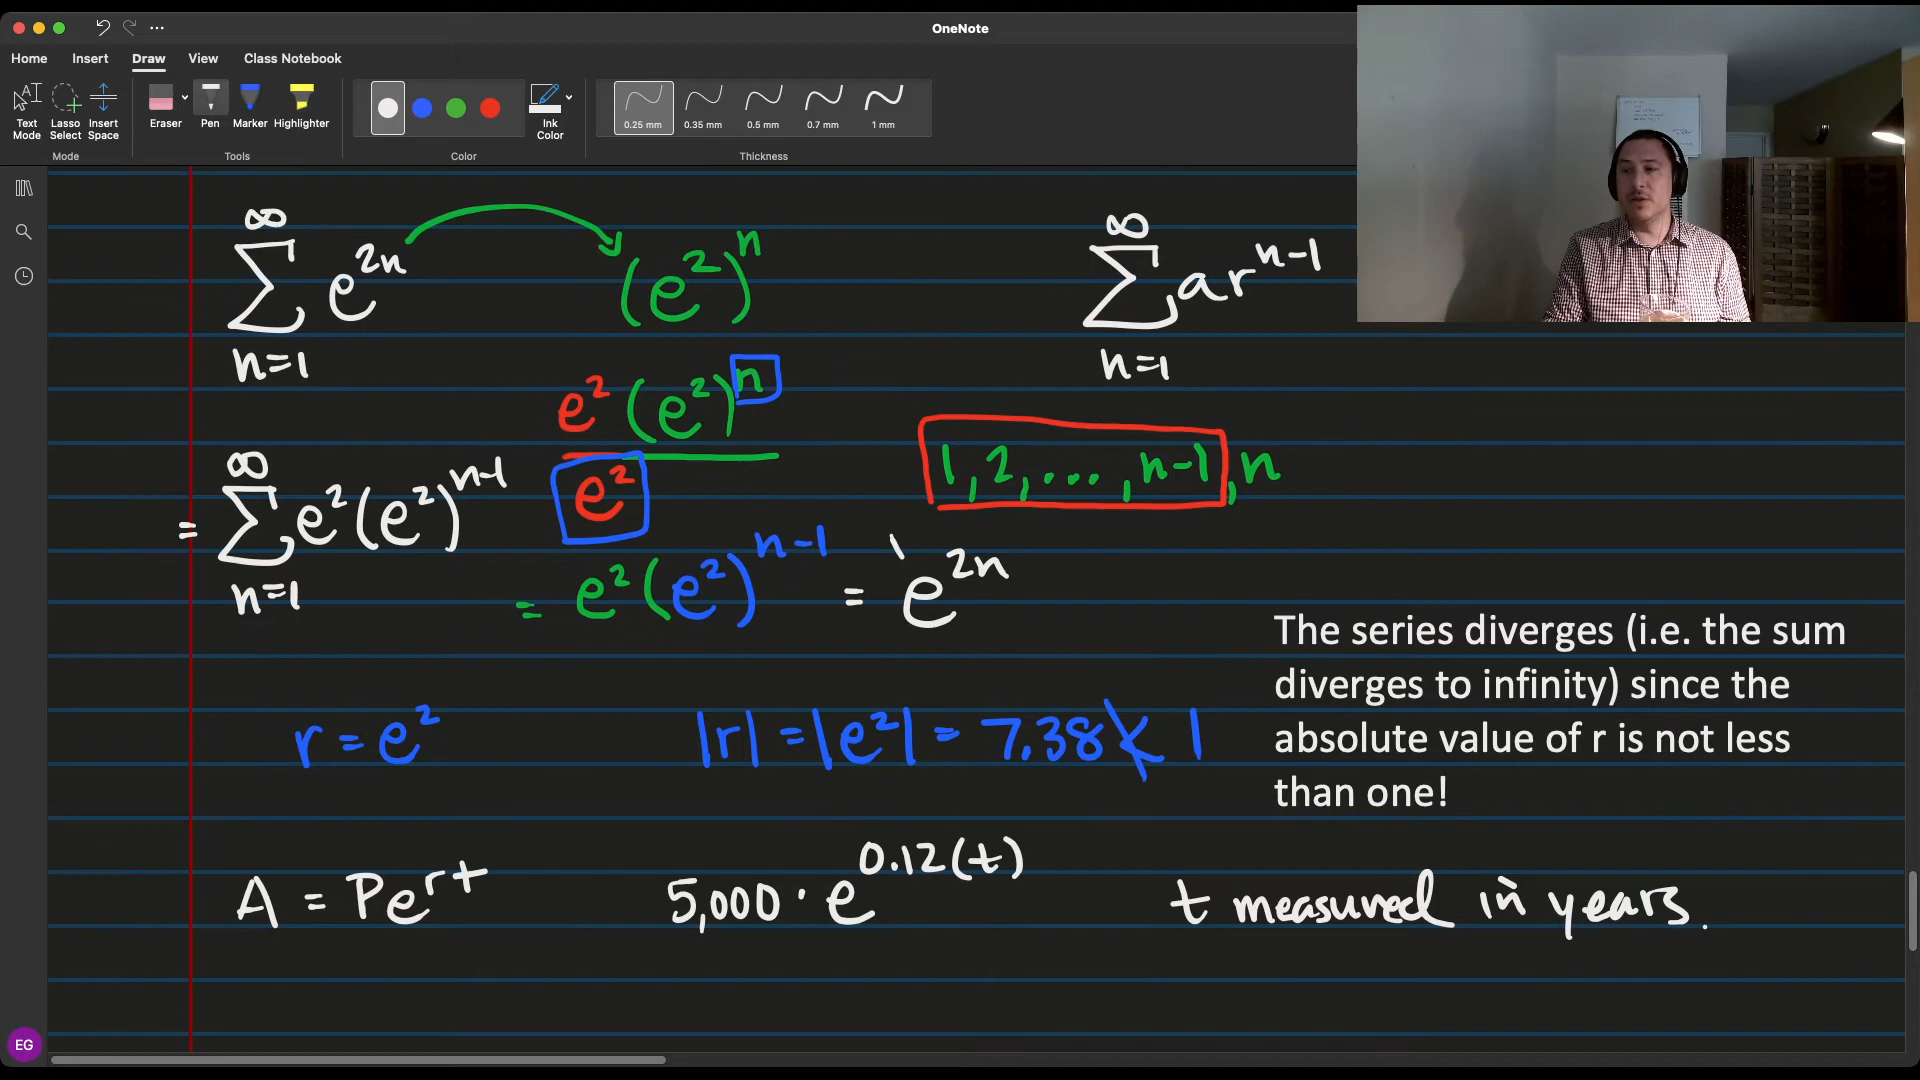 OneNote
Home Insert Draw View Class Notebook
Text Mode Lasso Select Insert Space Eraser Pen Marker Highlighter Ink Color 0.25 mm 0.35 mm 0.5 mm 0.7 mm 1 mm
Mode Tools Color Thickness
∞ ∑ n=1 e^{2n} (e^2)^n ∞ ∑ n=1 ar^{n-1}
e^2 (e^2)^n / e^2
1, 2, ..., n-1, n
= ∞ ∑ n=1 e^2(e^2)^{n-1}
= e^2(e^2)^{n-1} = e^{2n}
The series diverges (i.e. the sum
diverges to infinity) since the
absolute value of r is not less
than one!
r = e^2 |r| = |e^2| = 7.38 ≮ 1
A = Pe^{rt} 5,000 · e^{0.12(t)} t measured in years.
EG